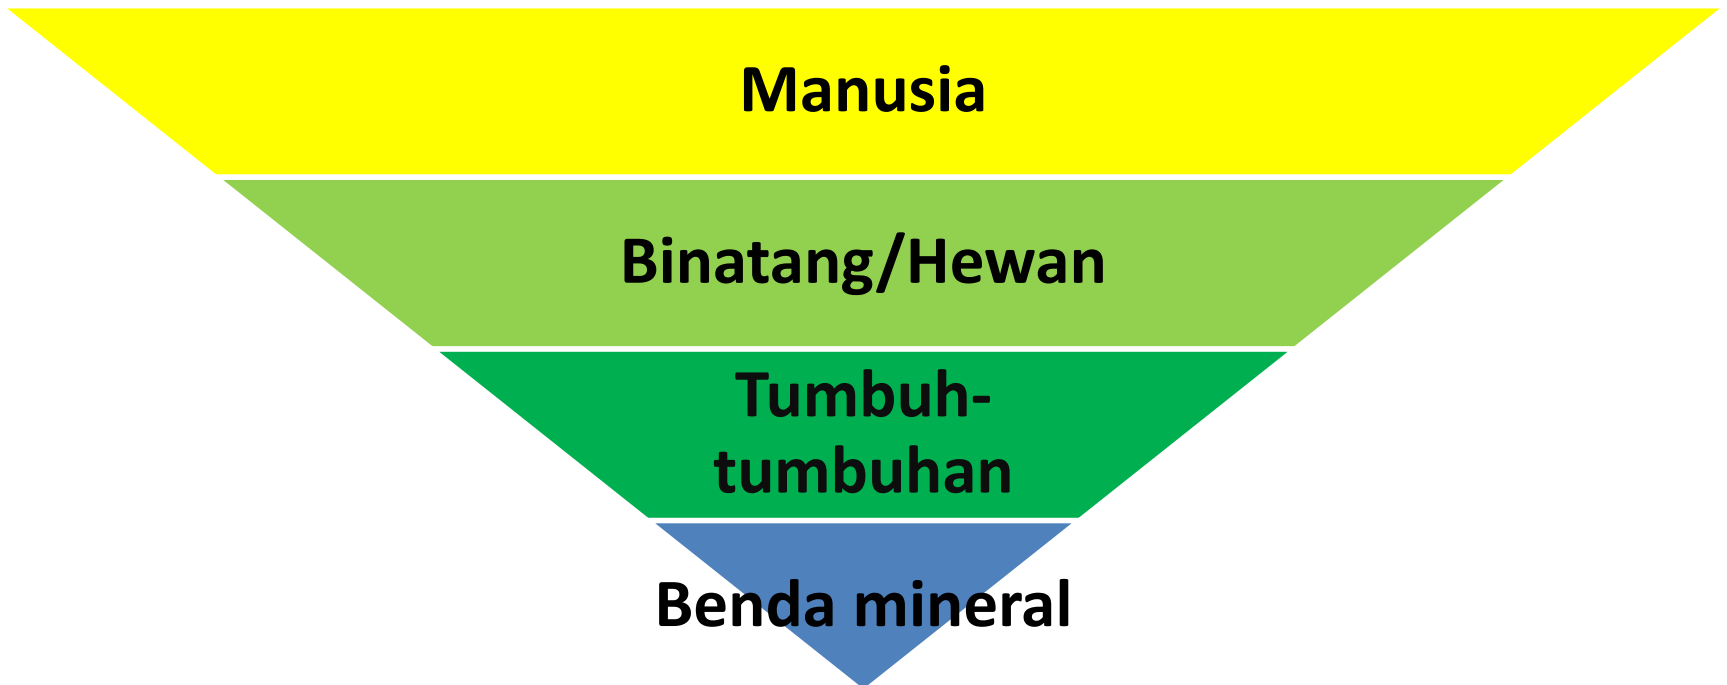 Manusia
Binatang/Hewan
Tumbuh-
tumbuhan
Benda mineral